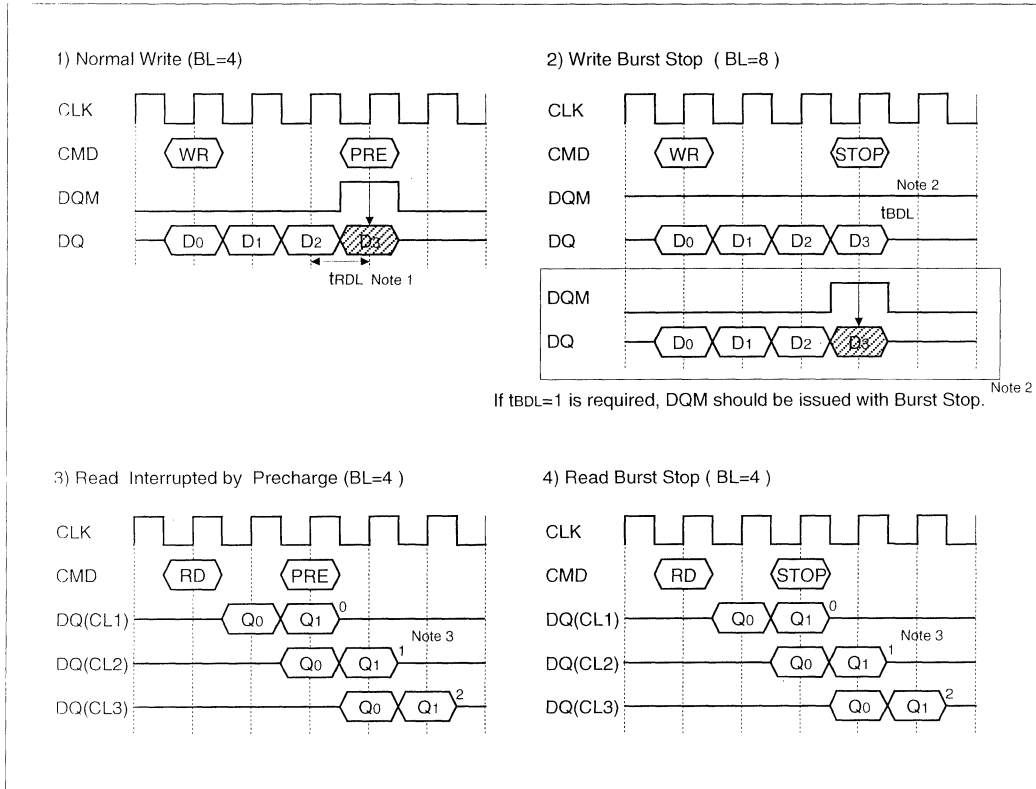 1) Normal Write (BL=4)
CLK
CMD WR PRE
DQM
DQ D0 D1 D2 D3
tRDL Note 1
2) Write Burst Stop ( BL=8 )
CLK
CMD WR STOP
DQM Note 2
tBDL
DQ D0 D1 D2 D3
DQM
DQ D0 D1 D2 D3
Note 2
If tBDL=1 is required, DQM should be issued with Burst Stop.
3) Read Interrupted by Precharge (BL=4 )
CLK
CMD RD PRE
DQ(CL1) Q0 Q1 0
Note 3
DQ(CL2) Q0 Q1 1
DQ(CL3) Q0 Q1 2
4) Read Burst Stop ( BL=4 )
CLK
CMD RD STOP
DQ(CL1) Q0 Q1 0
Note 3
DQ(CL2) Q0 Q1 1
DQ(CL3) Q0 Q1 2